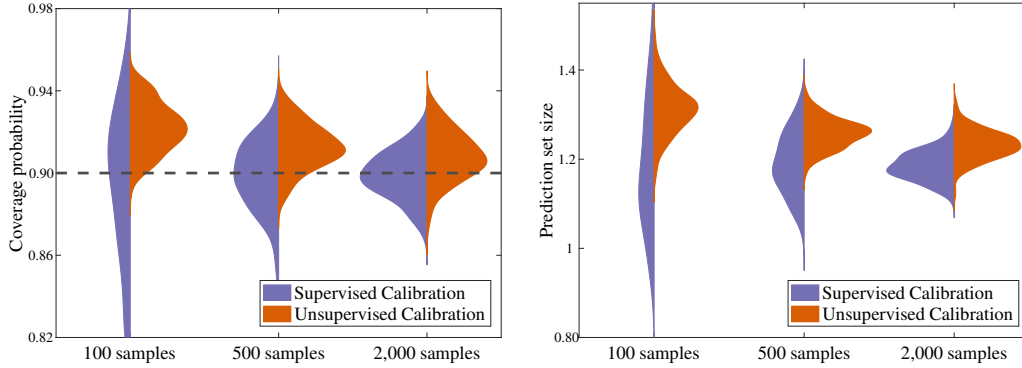 Coverage probability
0.98
0.94
0.90
0.86
0.82
Supervised Calibration
Unsupervised Calibration
100 samples
500 samples
2,000 samples
Prediction set size
1.4
1.2
1
0.80
Supervised Calibration
Unsupervised Calibration
100 samples
500 samples
2,000 samples